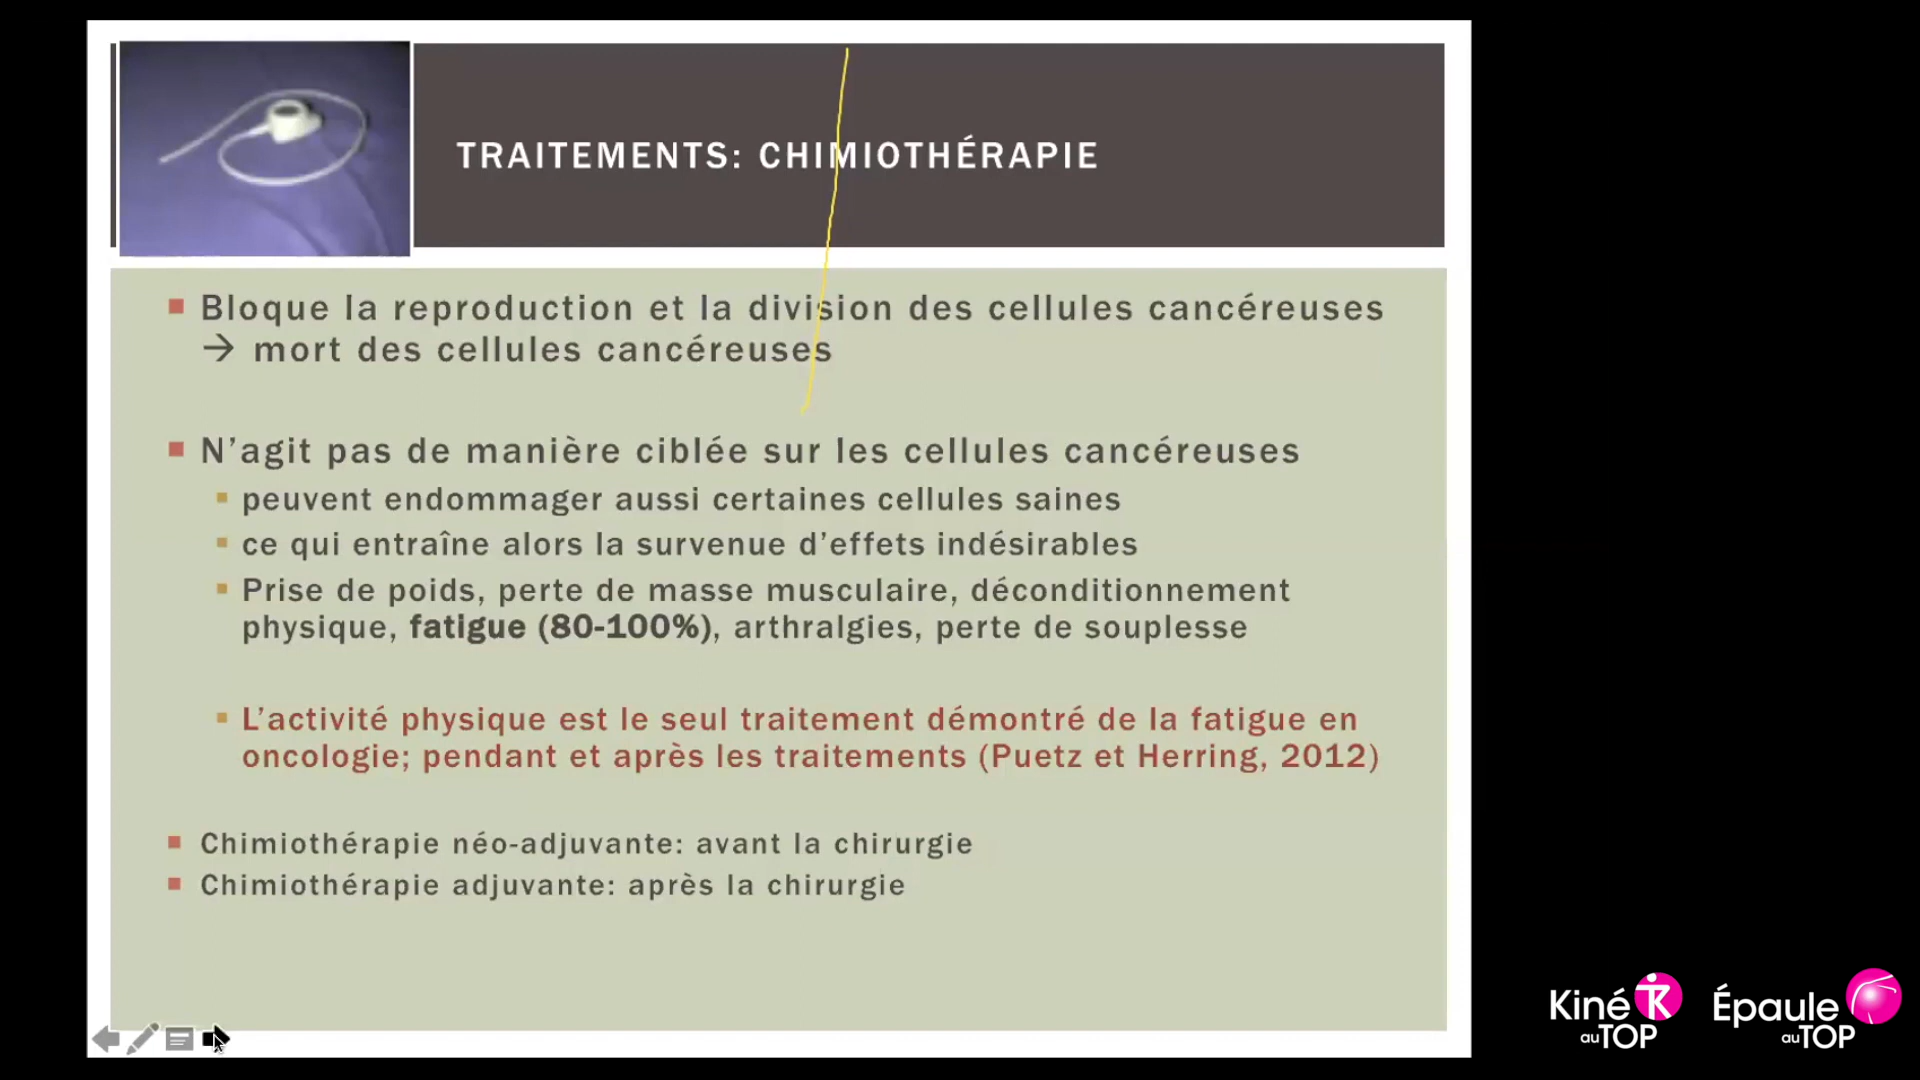 TRAITEMENTS: CHIMIOTHÉRAPIE
Bloque la reproduction et la division des cellules cancéreuses
→ mort des cellules cancéreuses
N’agit pas de manière ciblée sur les cellules cancéreuses
peuvent endommager aussi certaines cellules saines
ce qui entraîne alors la survenue d’effets indésirables
Prise de poids, perte de masse musculaire, déconditionnement
physique, fatigue (80-100%), arthralgies, perte de souplesse
L’activité physique est le seul traitement démontré de la fatigue en
oncologie; pendant et après les traitements (Puetz et Herring, 2012)
Chimiothérapie néo-adjuvante: avant la chirurgie
Chimiothérapie adjuvante: après la chirurgie
Kiné
au TOP
Épaule
au TOP